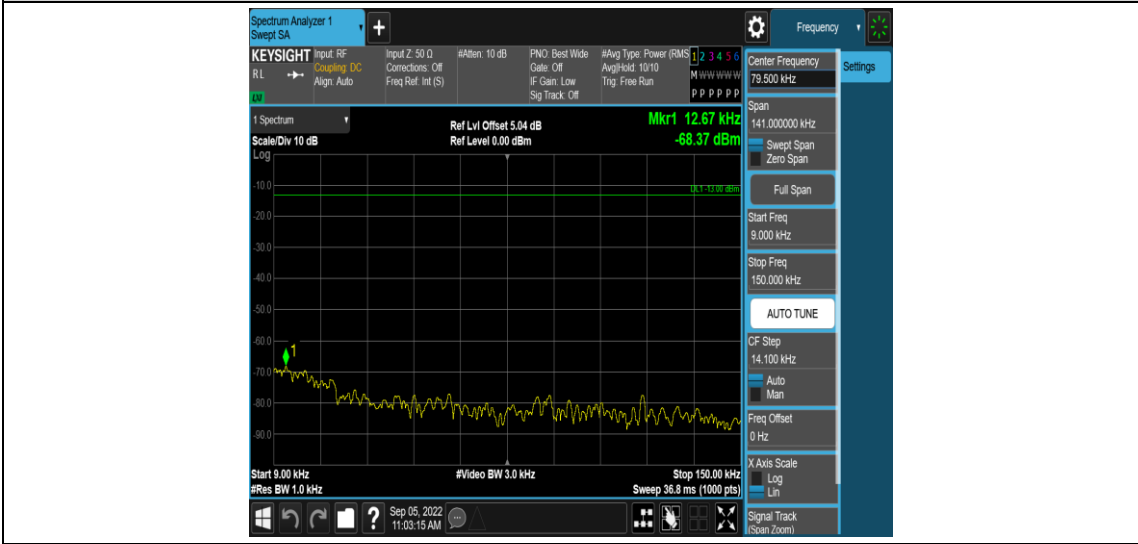 Spectrum Analyzer 1
Swept SA
Frequency
KEYSIGHT
RL
Input: RF
Coupling: DC
Align: Auto
Input Z: 50 Ω
Corrections: Off
Freq Ref: Int (S)
#Atten: 10 dB
PNO: Best Wide
Gate: Off
IF Gain: Low
Sig Track: Off
#Avg Type: Power (RMS
Avg|Hold: 10/10
Trig: Free Run
1 2 3 4 5 6
M W W W W W
P P P P P P
1 Spectrum
Scale/Div 10 dB
Log
Ref Lvl Offset 5.04 dB
Ref Level 0.00 dBm
Mkr1 12.67 kHz
-68.37 dBm
DL1 -13.00 dBm
-10.0
-20.0
-30.0
-40.0
-50.0
-60.0
1
-70.0
-80.0
-90.0
Start 9.00 kHz
#Res BW 1.0 kHz
#Video BW 3.0 kHz
Stop 150.00 kHz
Sweep 36.8 ms (1000 pts)
Center Frequency
79.500 kHz
Settings
Span
141.000000 kHz
Swept Span
Zero Span
Full Span
Start Freq
9.000 kHz
Stop Freq
150.000 kHz
AUTO TUNE
CF Step
14.100 kHz
Auto
Man
Freq Offset
0 Hz
X Axis Scale
Log
Lin
Signal Track
(Span Zoom)
?
Sep 05, 2022
11:03:15 AM